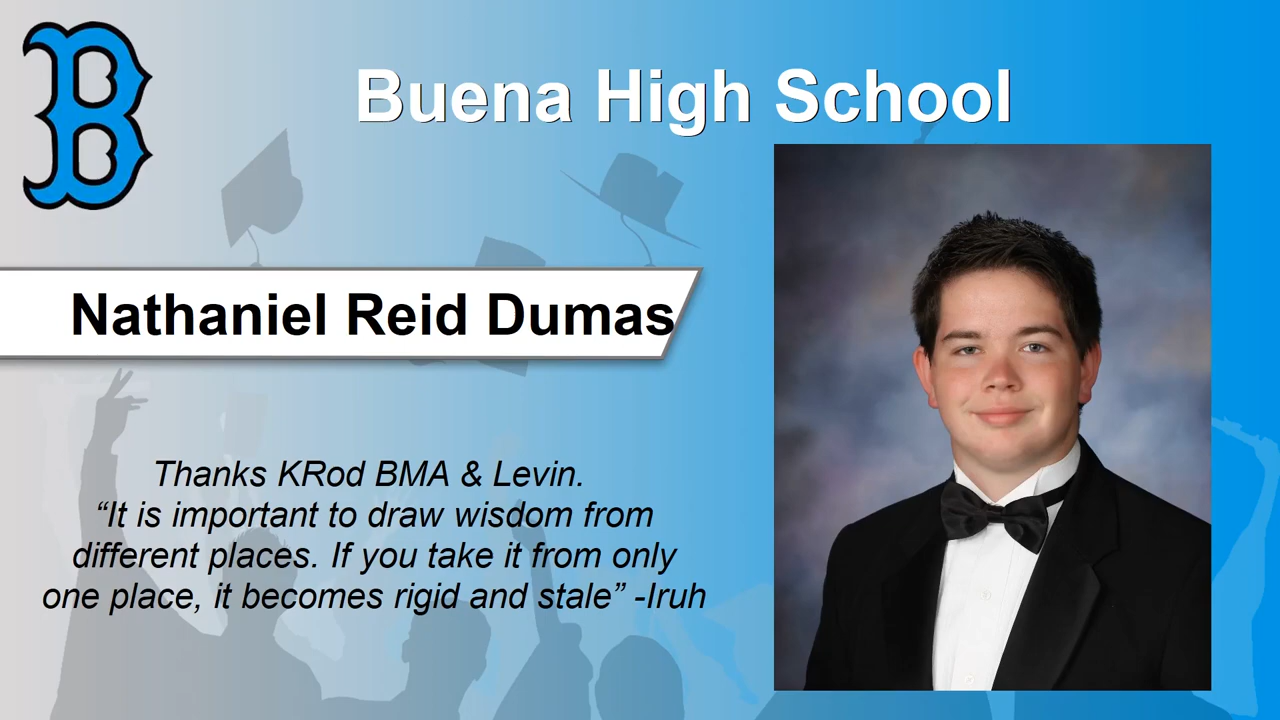 B
Buena High School
Nathaniel Reid Dumas
Thanks KRod BMA & Levin.
“It is important to draw wisdom from
different places. If you take it from only
one place, it becomes rigid and stale” -Iruh